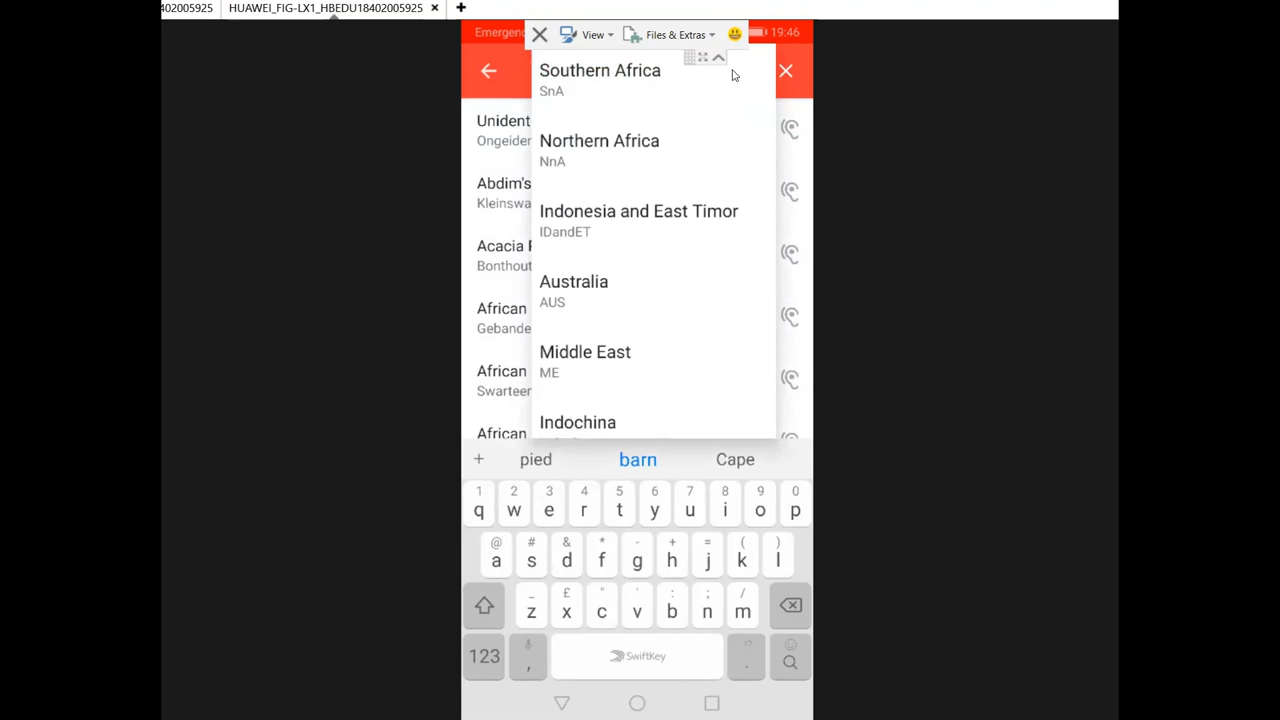 402005925 HUAWEI_FIG-LX1_HBEDU18402005925
Emergen View Files & Extras 19:46
Southern Africa
SnA
Unident
Ongeider
Northern Africa
NnA
Abdim's
Kleinswa
Indonesia and East Timor
IDandET
Acacia
Bonthout
Australia
AUS
African
Gebande
Middle East
ME
African
Swarteer
Indochina
African
+ pied barn Cape
1 2 3 4 5 6 7 8 9 0
q w e r t y u i o p
@ # & * - + = ( )
a s d f g h j k l
_ £ " ' : ; /
z x c v b n m
123 , SwiftKey !? .